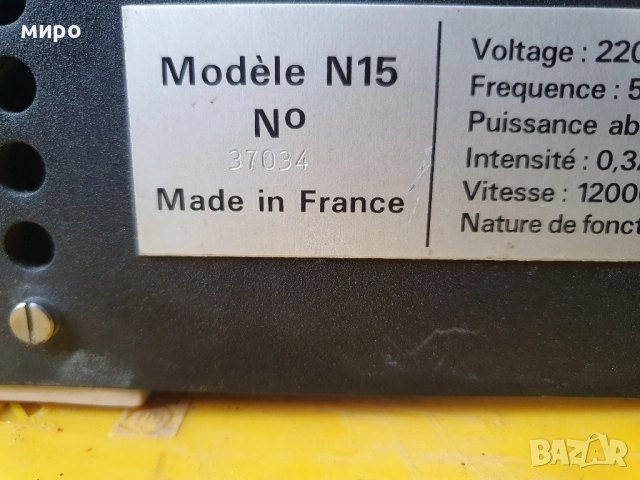 миро
Modèle N15
Nº
37034
Made in France
Voltage : 220
Frequence : 5
Puissance ab
Intensité : 0,3
Vitesse : 1200
Nature de fonct
BAZAR